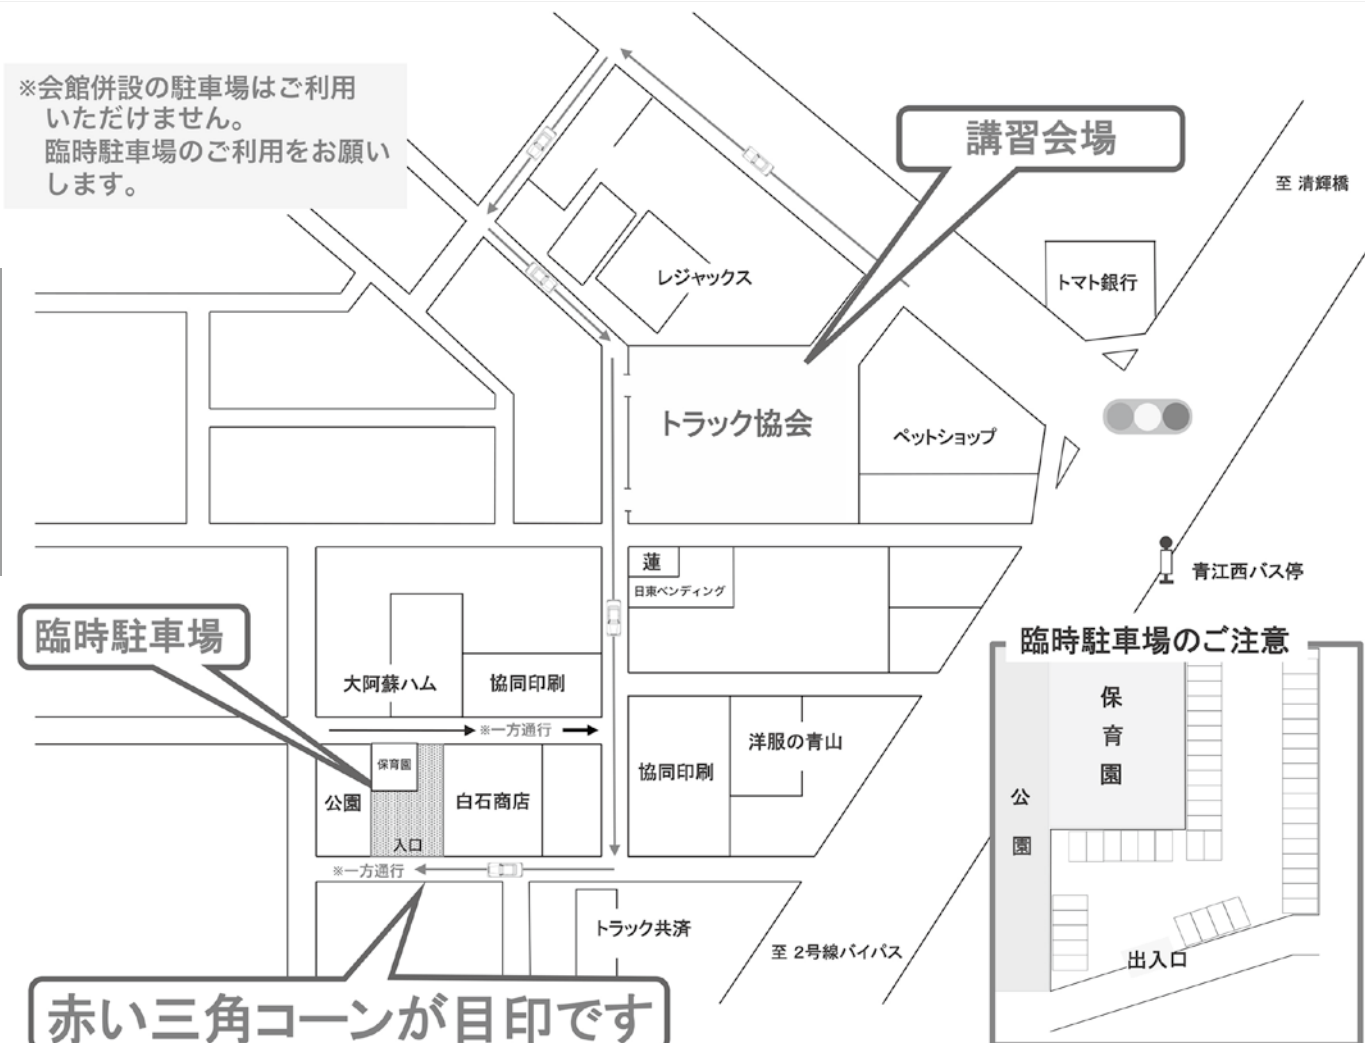 ※会館併設の駐車場はご利用
いただけません。
臨時駐車場のご利用をお願い
します。
講習会場
至 清輝橋
トマト銀行
レジャックス
トラック協会
ペットショップ
青江西バス停
蓮
日東ベンディング
臨時駐車場
大阿蘇ハム
協同印刷
※一方通行
保育園
公園
白石商店
入口
協同印刷
洋服の青山
※一方通行
トラック共済
至 2号線バイパス
赤い三角コーンが目印です
臨時駐車場のご注意
保育園
公園
出入口